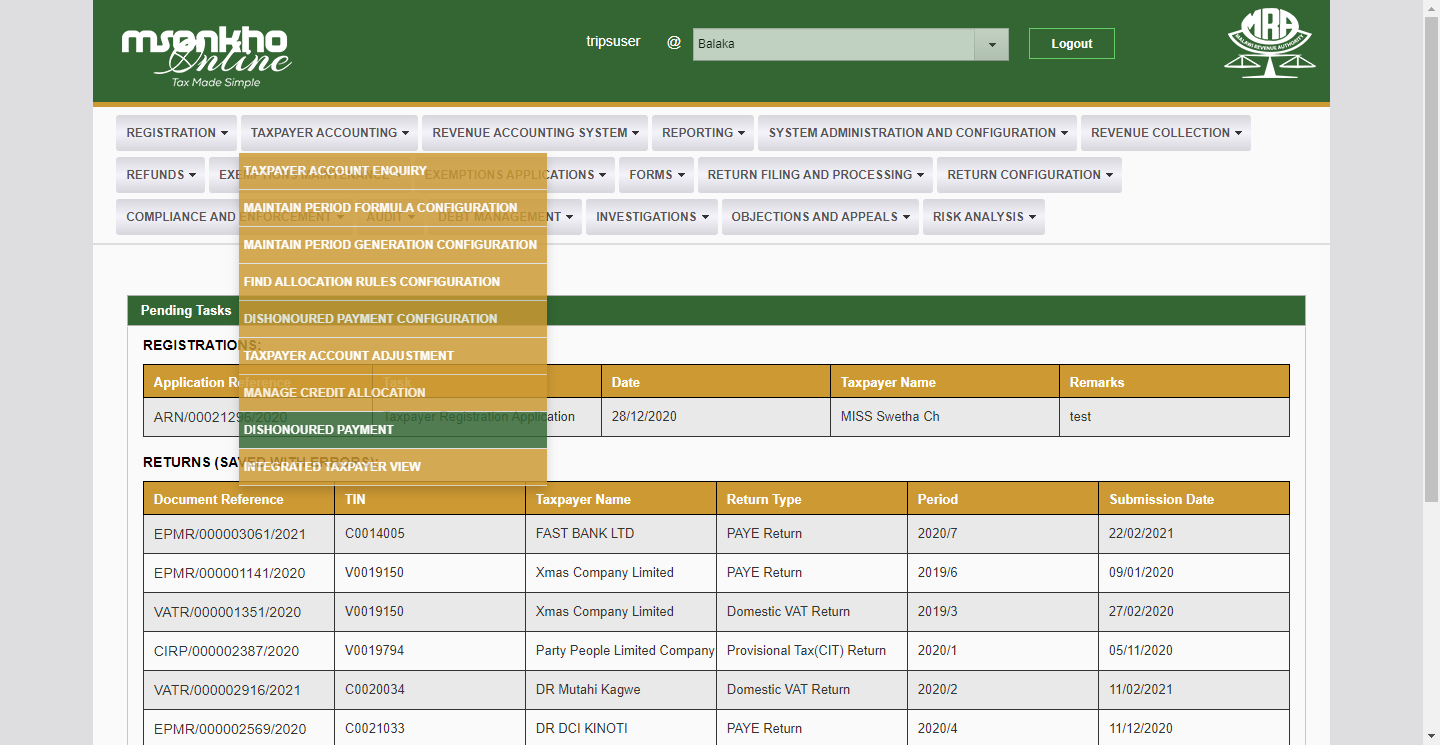 msonkho
Online
Tax Made Simple
tripsuser @ Balaka Logout
MRA
MALAWI REVENUE AUTHORITY
REGISTRATION TAXPAYER ACCOUNTING REVENUE ACCOUNTING SYSTEM REPORTING SYSTEM ADMINISTRATION AND CONFIGURATION REVENUE COLLECTION
REFUNDS EXEMPTIONS MAINTENANCE EXEMPTIONS APPLICATIONS FORMS RETURN FILING AND PROCESSING RETURN CONFIGURATION
COMPLIANCE AND ENFORCEMENT AUDIT DEBT MANAGEMENT INVESTIGATIONS OBJECTIONS AND APPEALS RISK ANALYSIS
TAXPAYER ACCOUNT ENQUIRY
MAINTAIN PERIOD FORMULA CONFIGURATION
MAINTAIN PERIOD GENERATION CONFIGURATION
FIND ALLOCATION RULES CONFIGURATION
DISHONOURED PAYMENT CONFIGURATION
TAXPAYER ACCOUNT ADJUSTMENT
MANAGE CREDIT ALLOCATION
DISHONOURED PAYMENT
INTEGRATED TAXPAYER VIEW
Pending Tasks
REGISTRATIONS:
Application Reference Task Date Taxpayer Name Remarks
ARN/00021296/2020 Taxpayer Registration Application 28/12/2020 MISS Swetha Ch test
RETURNS (SAVED WITH ERRORS):
Document Reference TIN Taxpayer Name Return Type Period Submission Date
EPMR/000003061/2021 C0014005 FAST BANK LTD PAYE Return 2020/7 22/02/2021
EPMR/000001141/2020 V0019150 Xmas Company Limited PAYE Return 2019/6 09/01/2020
VATR/000001351/2020 V0019150 Xmas Company Limited Domestic VAT Return 2019/3 27/02/2020
CIRP/000002387/2020 V0019794 Party People Limited Company Provisional Tax(CIT) Return 2020/1 05/11/2020
VATR/000002916/2021 C0020034 DR Mutahi Kagwe Domestic VAT Return 2020/2 11/02/2021
EPMR/000002569/2020 C0021033 DR DCI KINOTI PAYE Return 2020/4 11/12/2020